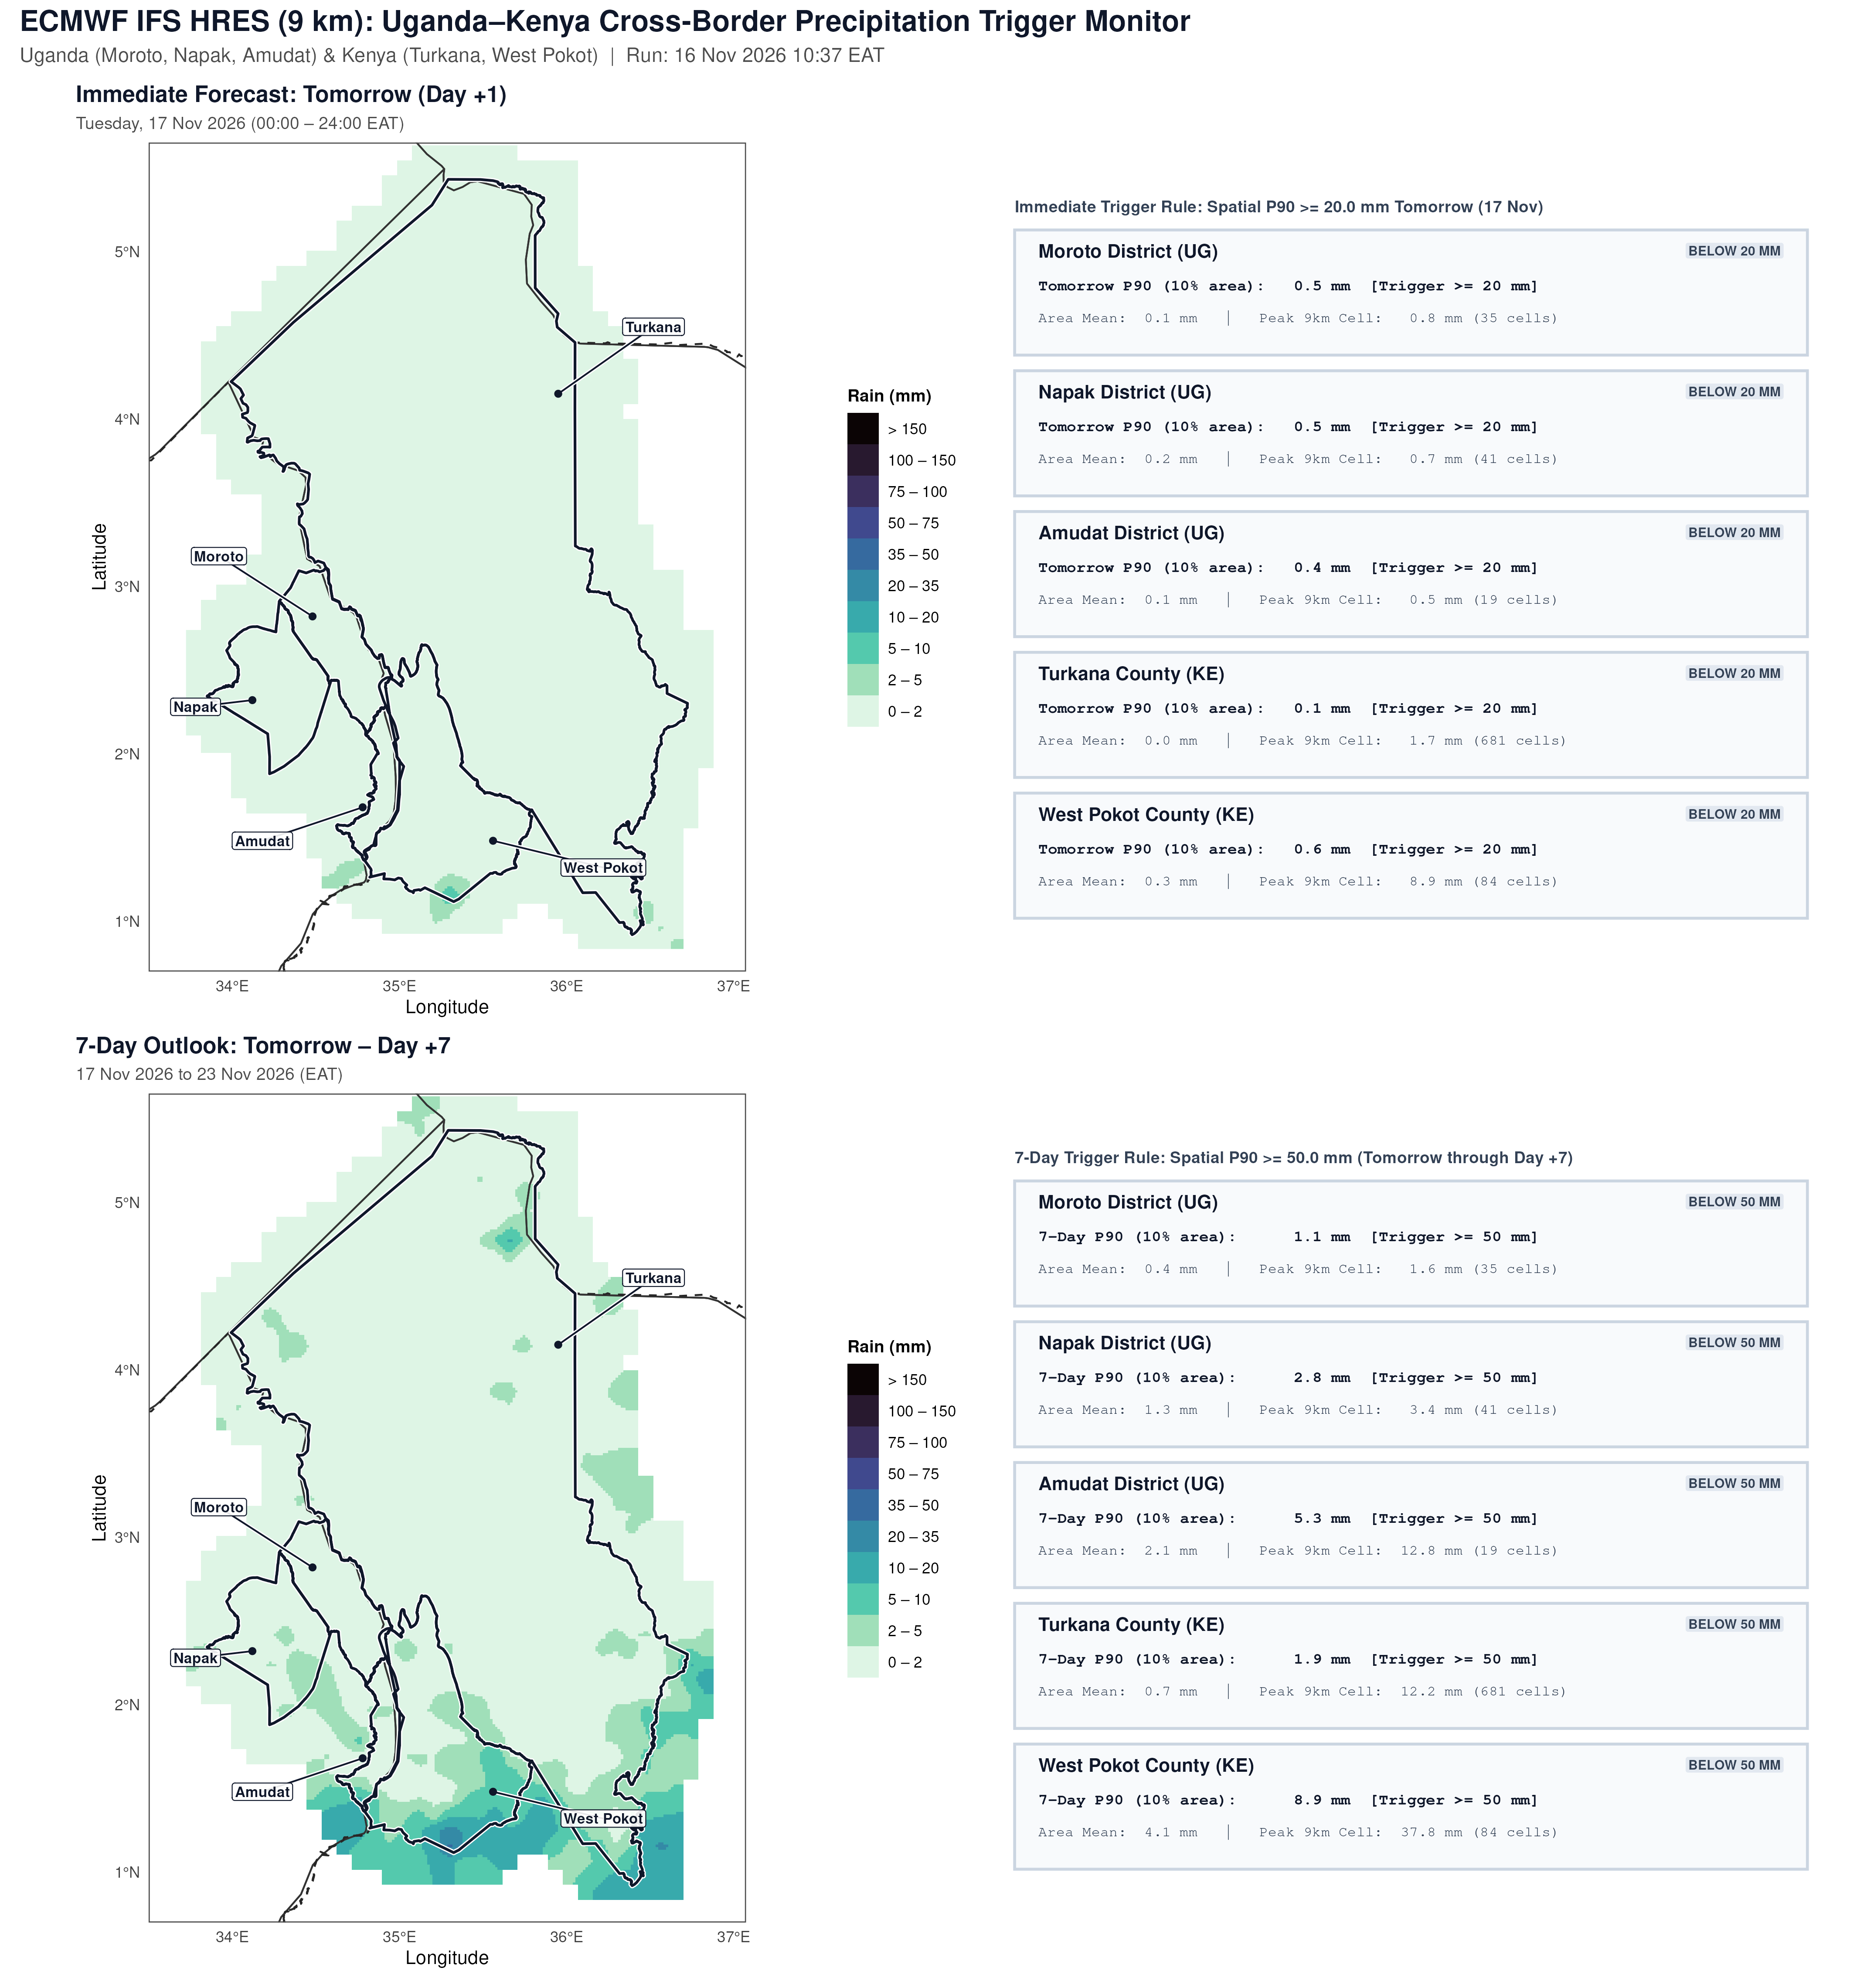 ECMWF IFS HRES (9 km): Uganda–Kenya Cross-Border Precipitation Trigger Monitor
Uganda (Moroto, Napak, Amudat) & Kenya (Turkana, West Pokot) | Run: 16 Nov 2026 10:37 EAT
Immediate Forecast: Tomorrow (Day +1)
Tuesday, 17 Nov 2026 (00:00 – 24:00 EAT)
5°N
4°N
3°N
2°N
1°N
Latitude
34°E
35°E
36°E
37°E
Longitude
Turkana
Moroto
Napak
Amudat
West Pokot
Rain (mm)
> 150
100 – 150
75 – 100
50 – 75
35 – 50
20 – 35
10 – 20
5 – 10
2 – 5
0 – 2
Immediate Trigger Rule: Spatial P90 >= 20.0 mm Tomorrow (17 Nov)
Moroto District (UG) BELOW 20 MM
Tomorrow P90 (10% area): 0.5 mm [Trigger >= 20 mm]
Area Mean: 0.1 mm | Peak 9km Cell: 0.8 mm (35 cells)
Napak District (UG) BELOW 20 MM
Tomorrow P90 (10% area): 0.5 mm [Trigger >= 20 mm]
Area Mean: 0.2 mm | Peak 9km Cell: 0.7 mm (41 cells)
Amudat District (UG) BELOW 20 MM
Tomorrow P90 (10% area): 0.4 mm [Trigger >= 20 mm]
Area Mean: 0.1 mm | Peak 9km Cell: 0.5 mm (19 cells)
Turkana County (KE) BELOW 20 MM
Tomorrow P90 (10% area): 0.1 mm [Trigger >= 20 mm]
Area Mean: 0.0 mm | Peak 9km Cell: 1.7 mm (681 cells)
West Pokot County (KE) BELOW 20 MM
Tomorrow P90 (10% area): 0.6 mm [Trigger >= 20 mm]
Area Mean: 0.3 mm | Peak 9km Cell: 8.9 mm (84 cells)
7-Day Outlook: Tomorrow – Day +7
17 Nov 2026 to 23 Nov 2026 (EAT)
5°N
4°N
3°N
2°N
1°N
Latitude
34°E
35°E
36°E
37°E
Longitude
Turkana
Moroto
Napak
Amudat
West Pokot
Rain (mm)
> 150
100 – 150
75 – 100
50 – 75
35 – 50
20 – 35
10 – 20
5 – 10
2 – 5
0 – 2
7-Day Trigger Rule: Spatial P90 >= 50.0 mm (Tomorrow through Day +7)
Moroto District (UG) BELOW 50 MM
7-Day P90 (10% area): 1.1 mm [Trigger >= 50 mm]
Area Mean: 0.4 mm | Peak 9km Cell: 1.6 mm (35 cells)
Napak District (UG) BELOW 50 MM
7-Day P90 (10% area): 2.8 mm [Trigger >= 50 mm]
Area Mean: 1.3 mm | Peak 9km Cell: 3.4 mm (41 cells)
Amudat District (UG) BELOW 50 MM
7-Day P90 (10% area): 5.3 mm [Trigger >= 50 mm]
Area Mean: 2.1 mm | Peak 9km Cell: 12.8 mm (19 cells)
Turkana County (KE) BELOW 50 MM
7-Day P90 (10% area): 1.9 mm [Trigger >= 50 mm]
Area Mean: 0.7 mm | Peak 9km Cell: 12.2 mm (681 cells)
West Pokot County (KE) BELOW 50 MM
7-Day P90 (10% area): 8.9 mm [Trigger >= 50 mm]
Area Mean: 4.1 mm | Peak 9km Cell: 37.8 mm (84 cells)